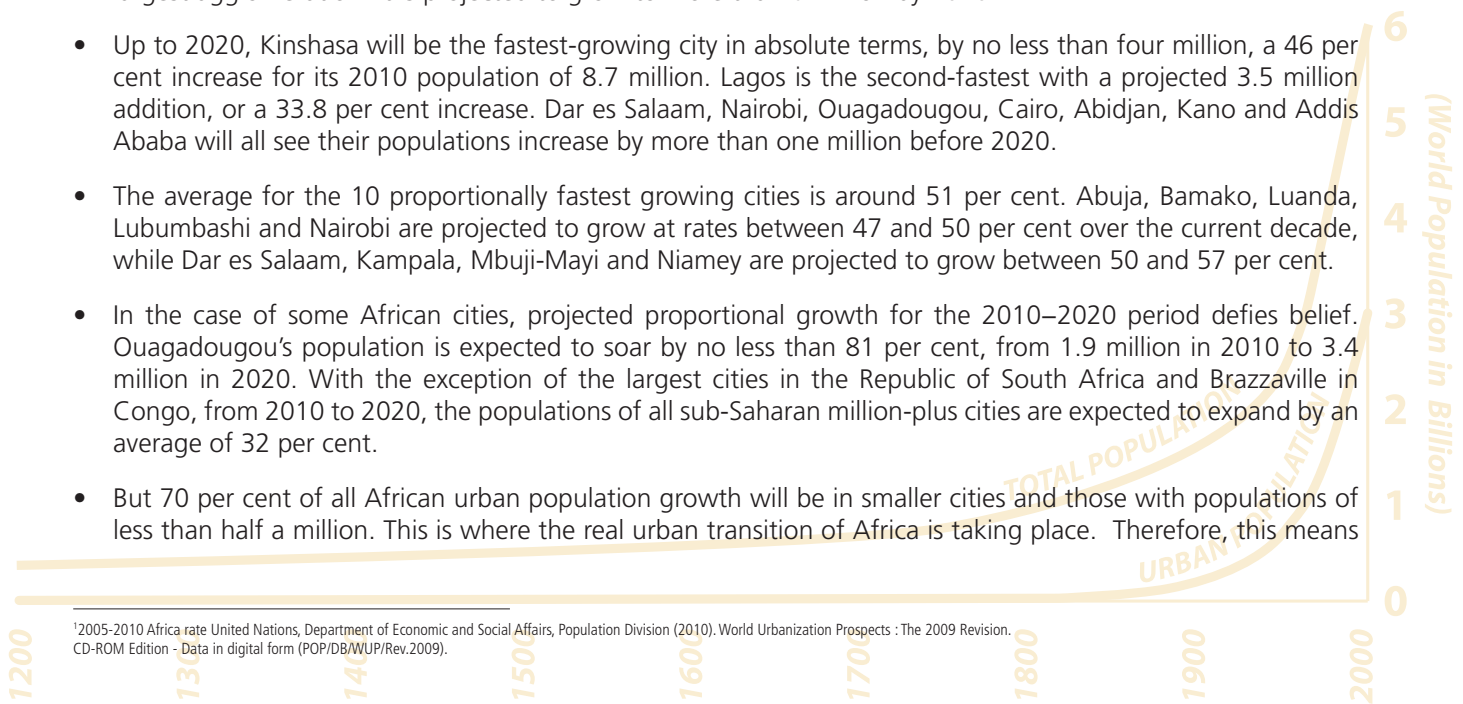 • Up to 2020, Kinshasa will be the fastest-growing city in absolute terms, by no less than four million, a 46 per
cent increase for its 2010 population of 8.7 million. Lagos is the second-fastest with a projected 3.5 million
addition, or a 33.8 per cent increase. Dar es Salaam, Nairobi, Ouagadougou, Cairo, Abidjan, Kano and Addis
Ababa will all see their populations increase by more than one million before 2020.
• The average for the 10 proportionally fastest growing cities is around 51 per cent. Abuja, Bamako, Luanda,
Lubumbashi and Nairobi are projected to grow at rates between 47 and 50 per cent over the current decade,
while Dar es Salaam, Kampala, Mbuji-Mayi and Niamey are projected to grow between 50 and 57 per cent.
• In the case of some African cities, projected proportional growth for the 2010–2020 period defies belief.
Ouagadougou’s population is expected to soar by no less than 81 per cent, from 1.9 million in 2010 to 3.4
million in 2020. With the exception of the largest cities in the Republic of South Africa and Brazzaville in
Congo, from 2010 to 2020, the populations of all sub-Saharan million-plus cities are expected to expand by an
average of 32 per cent.
• But 70 per cent of all African urban population growth will be in smaller cities and those with populations of
less than half a million. This is where the real urban transition of Africa is taking place. Therefore, this means
¹2005-2010 Africa rate United Nations, Department of Economic and Social Affairs, Population Division (2010). World Urbanization Prospects : The 2009 Revision.
CD-ROM Edition - Data in digital form (POP/DB/WUP/Rev.2009).
TOTAL POPULATION
URBAN POPULATION
6
5
4
3
2
1
0
(World Population in Billions)
1200
1300
1400
1500
1600
1700
1800
1900
2000